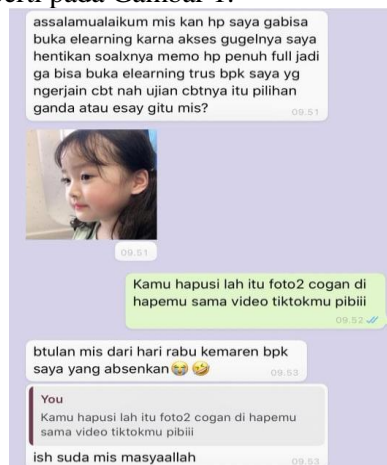 assalamualaikum mis kan hp saya gabisa
buka elearning karna akses gugelnya saya
hentikan soalxnya memo hp penuh full jadi
ga bisa buka elearning trus bpk saya yg
ngerjain cbt nah ujian cbtnya itu pilihan
ganda atau esay gitu mis?
09.51
09.51
Kamu hapusi lah itu foto2 cogan di
hapemu sama video tiktokmu pibiii
09.52
btulan mis dari hari rabu kemaren bpk
saya yang absenkan😭🤣
09.53
You
Kamu hapusi lah itu foto2 cogan di hapemu
sama video tiktokmu pibiii
ish suda mis masyaallah
09.53